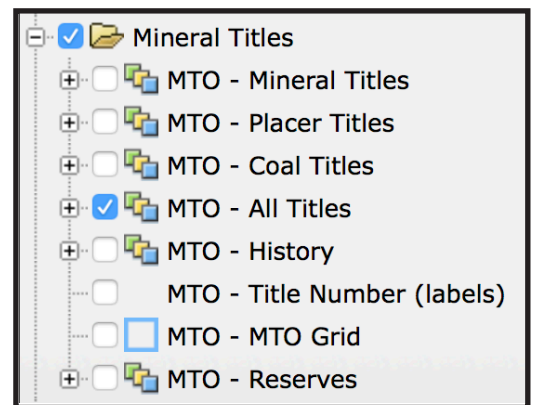 Mineral Titles
MTO - Mineral Titles
MTO - Placer Titles
MTO - Coal Titles
MTO - All Titles
MTO - History
MTO - Title Number (labels)
MTO - MTO Grid
MTO - Reserves